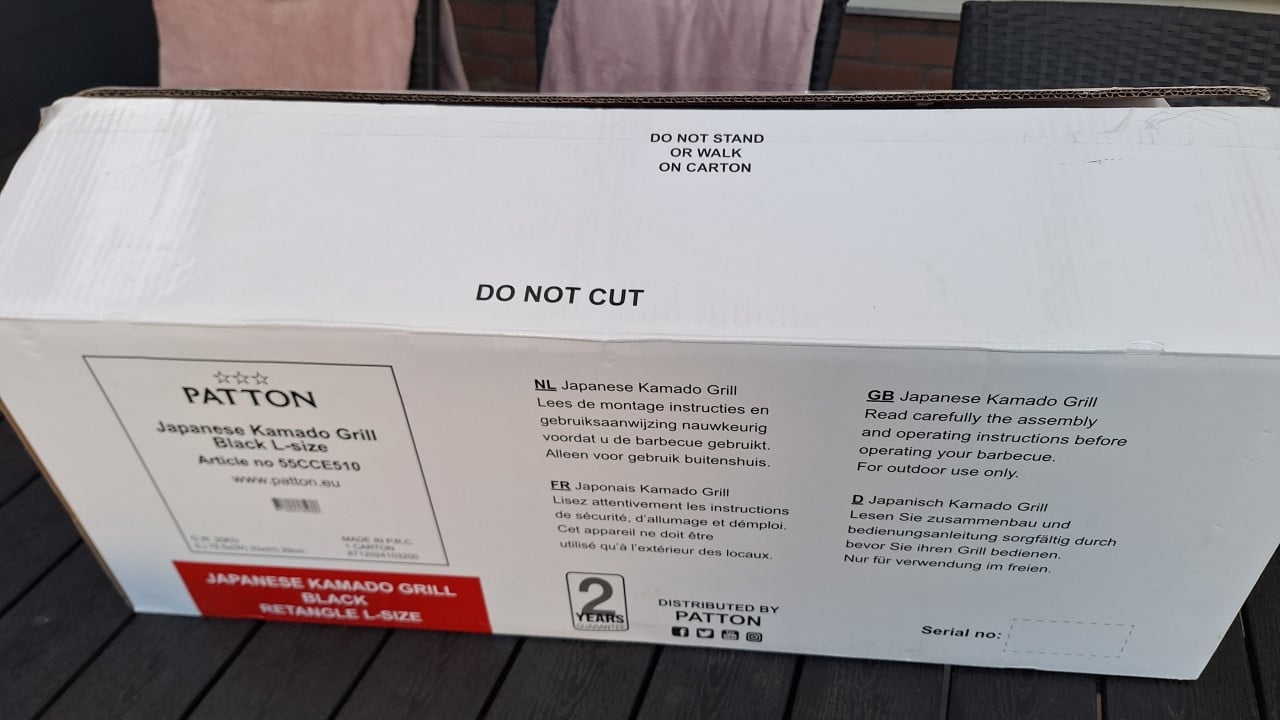 DO NOT STAND
OR WALK
ON CARTON
DO NOT CUT
PATTON
Japanese Kamado Grill
Black L-size
Article no 55CCE510
www.patton.eu
MADE IN P.R.C.
1 CARTON
JAPANESE KAMADO GRILL
BLACK
RETANGLE L-SIZE
NL Japanese Kamado Grill
Lees de montage instructies en
gebruiksaanwijzing nauwkeurig
voordat u de barbecue gebruikt.
Alleen voor gebruik buitenshuis.
FR Japonais Kamado Grill
Lisez attentivement les instructions
de sécurité, d'allumage et démploi.
Cet appareil ne doit être
utilisé qu'à l'extérieur des locaux.
2
YEARS
GUARANTEE
DISTRIBUTED BY
PATTON
GB Japanese Kamado Grill
Read carefully the assembly
and operating instructions before
operating your barbecue.
For outdoor use only.
D Japanisch Kamado Grill
Lesen Sie zusammenbau und
bedienungsanleitung sorgfältig durch
bevor Sie ihren Grill bedienen.
Nur für verwendung im freien.
Serial no: